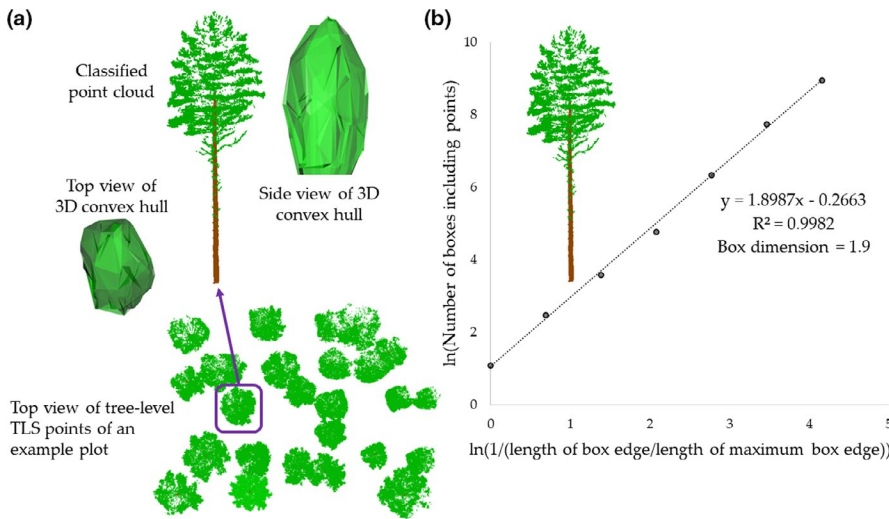 (a)
Classified
point cloud
Side view of 3D
convex hull
Top view of
3D convex hull
Top view of tree-level
TLS points of an
example plot
(b)
ln(Number of boxes including points)
10
8
6
4
2
0
y = 1.8987x - 0.2663
R² = 0.9982
Box dimension = 1.9
0 1 2 3 4 5
ln(1/(length of box edge/length of maximum box edge))